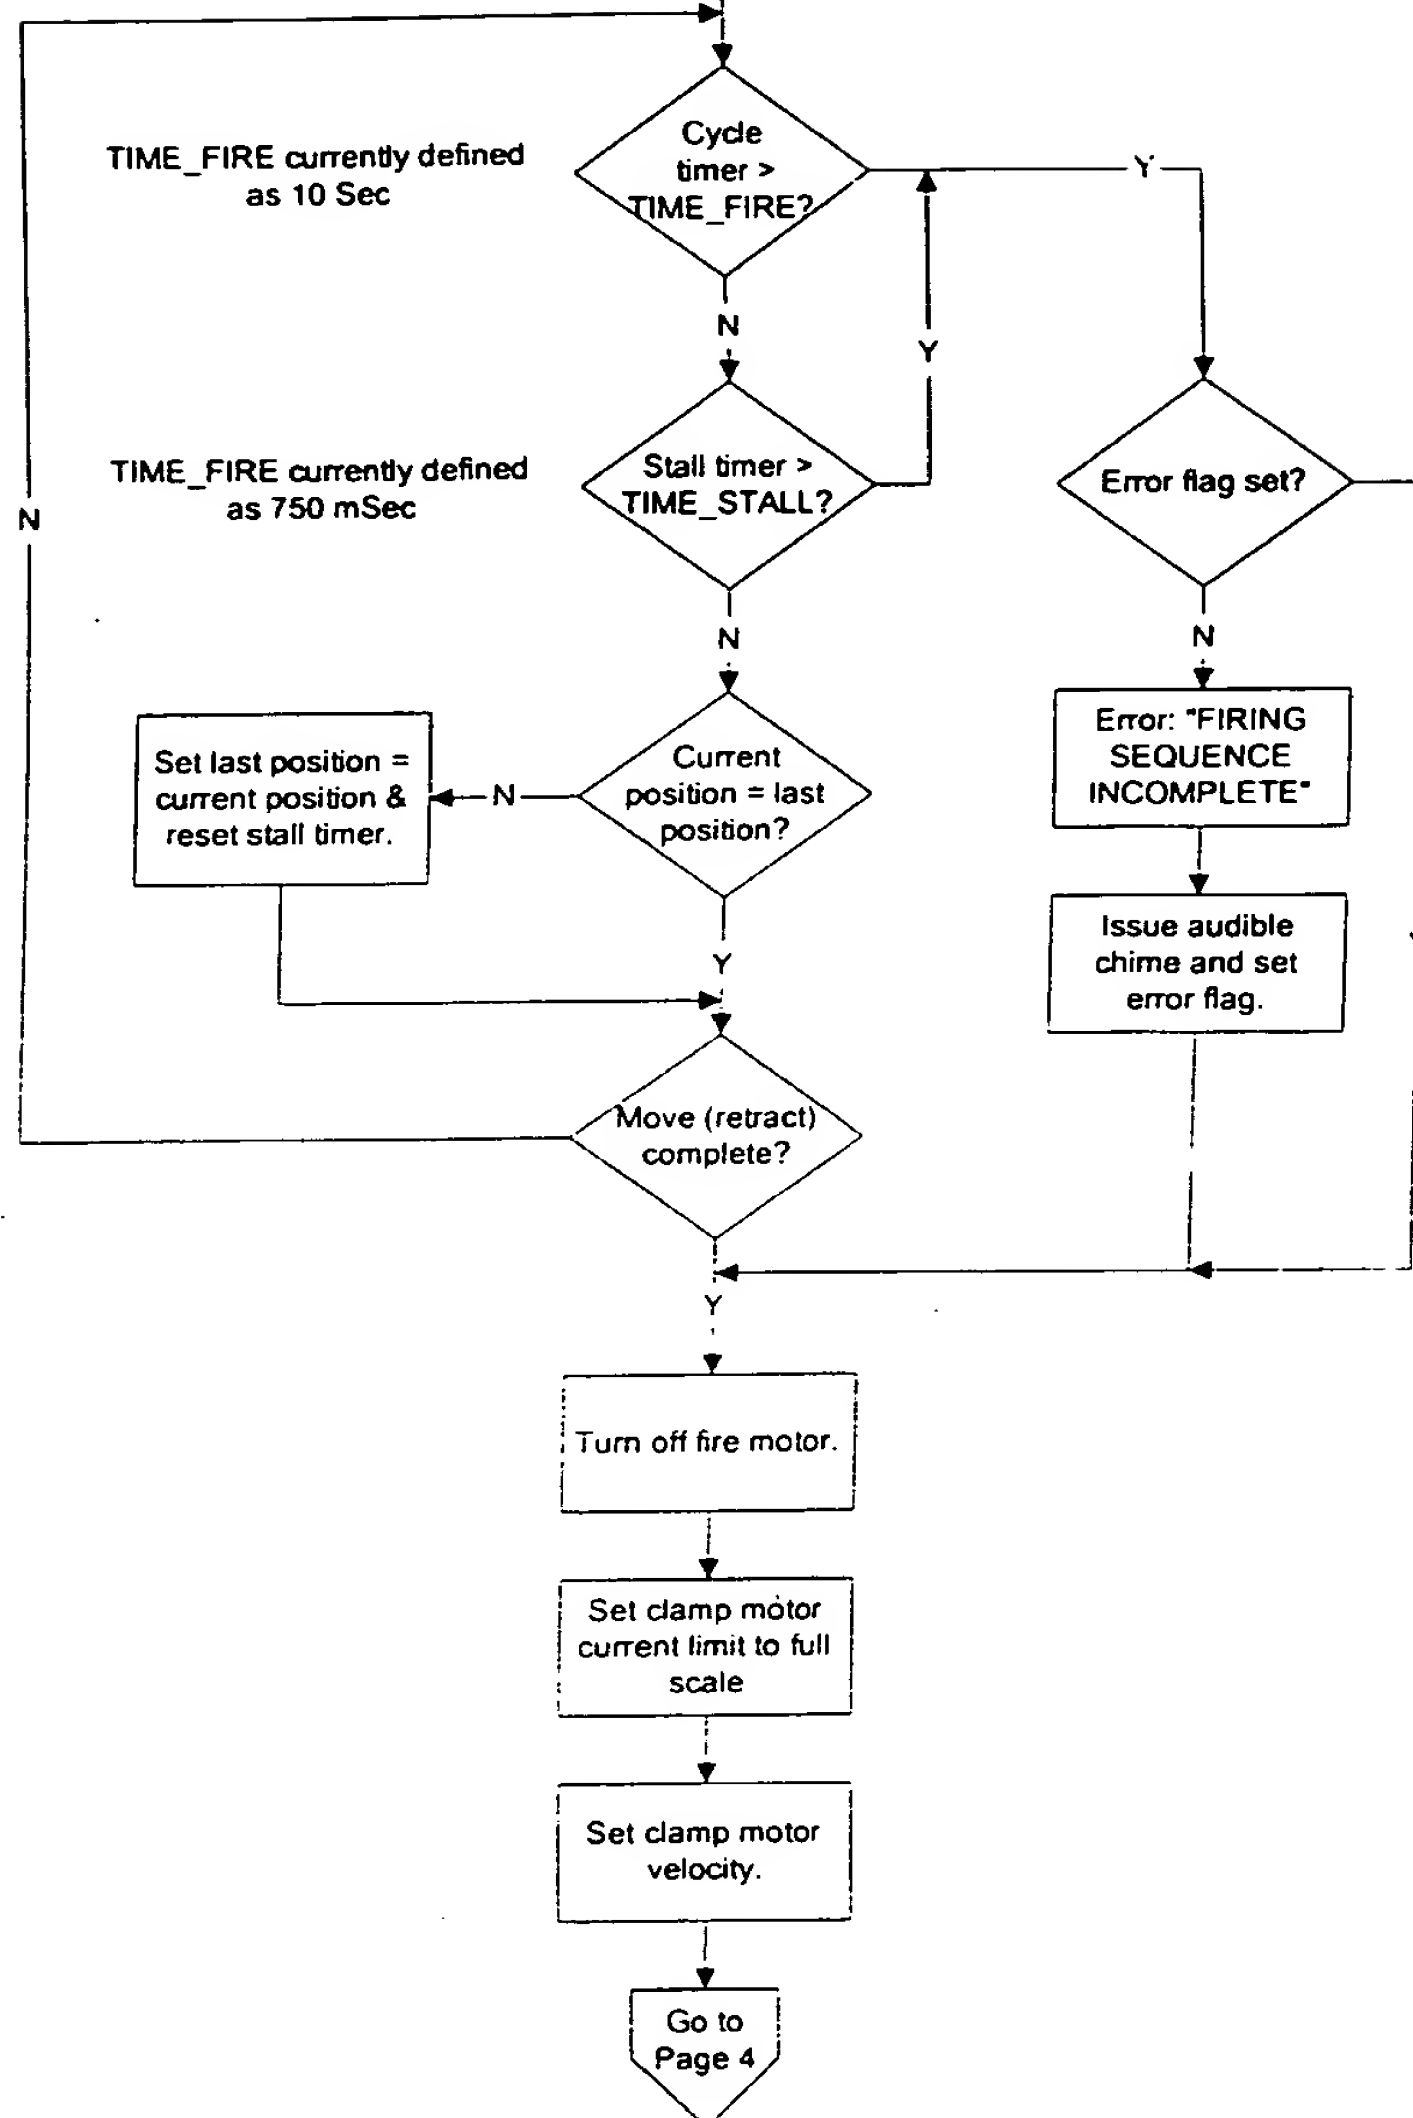 Cycle
timer >
TIME_FIRE?
TIME_FIRE currently defined
as 10 Sec
Y
N
Y
Stall timer >
TIME_STALL?
TIME_FIRE currently defined
as 750 mSec
Error flag set?
N
N
N
Set last position =
current position &
reset stall timer.
N
Current
position = last
position?
Error: "FIRING
SEQUENCE
INCOMPLETE"
Y
Issue audible
chime and set
error flag.
Move (retract)
complete?
Y
Turn off fire motor.
Set clamp motor
current limit to full
scale
Set clamp motor
velocity.
Go to
Page 4